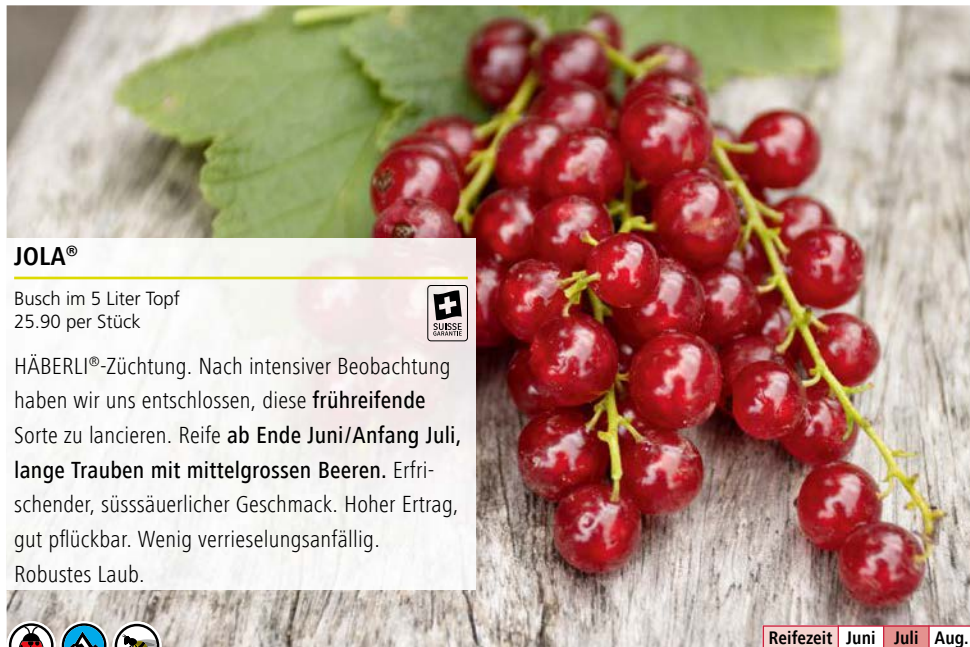 JOLA®
Busch im 5 Liter Topf
25.90 per Stück
SUISSE
GARANTIE
HÄBERLI®-Züchtung. Nach intensiver Beobachtung
haben wir uns entschlossen, diese frühreifende
Sorte zu lancieren. Reife ab Ende Juni/Anfang Juli,
lange Trauben mit mittelgrossen Beeren. Erfri-
schender, süsssäuerlicher Geschmack. Hoher Ertrag,
gut pflückbar. Wenig verrieselungsanfällig.
Robustes Laub.
Reifezeit Juni Juli Aug.